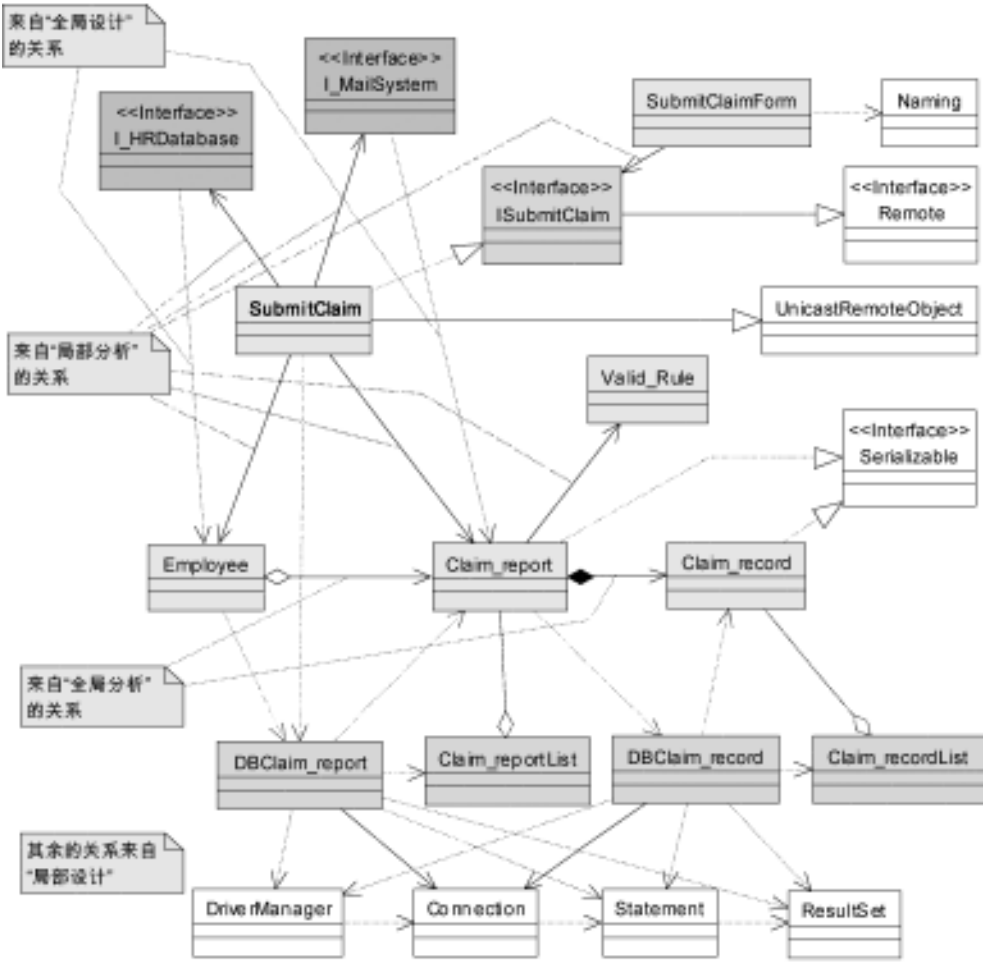 来自“全局设计”
的关系
<<Interface>>
I_MailSystem
<<Interface>>
I_HRDatabase
SubmitClaimForm
Naming
<<Interface>>
ISubmitClaim
<<Interface>>
Remote
SubmitClaim
UnicastRemoteObject
来自“局部分析”
的关系
Valid_Rule
<<Interface>>
Serializable
Employee
Claim_report
Claim_record
来自“全局分析”
的关系
DBClaim_report
Claim_reportList
DBClaim_record
Claim_recordList
其余的关系来自
“局部设计”
DriverManager
Connection
Statement
ResultSet